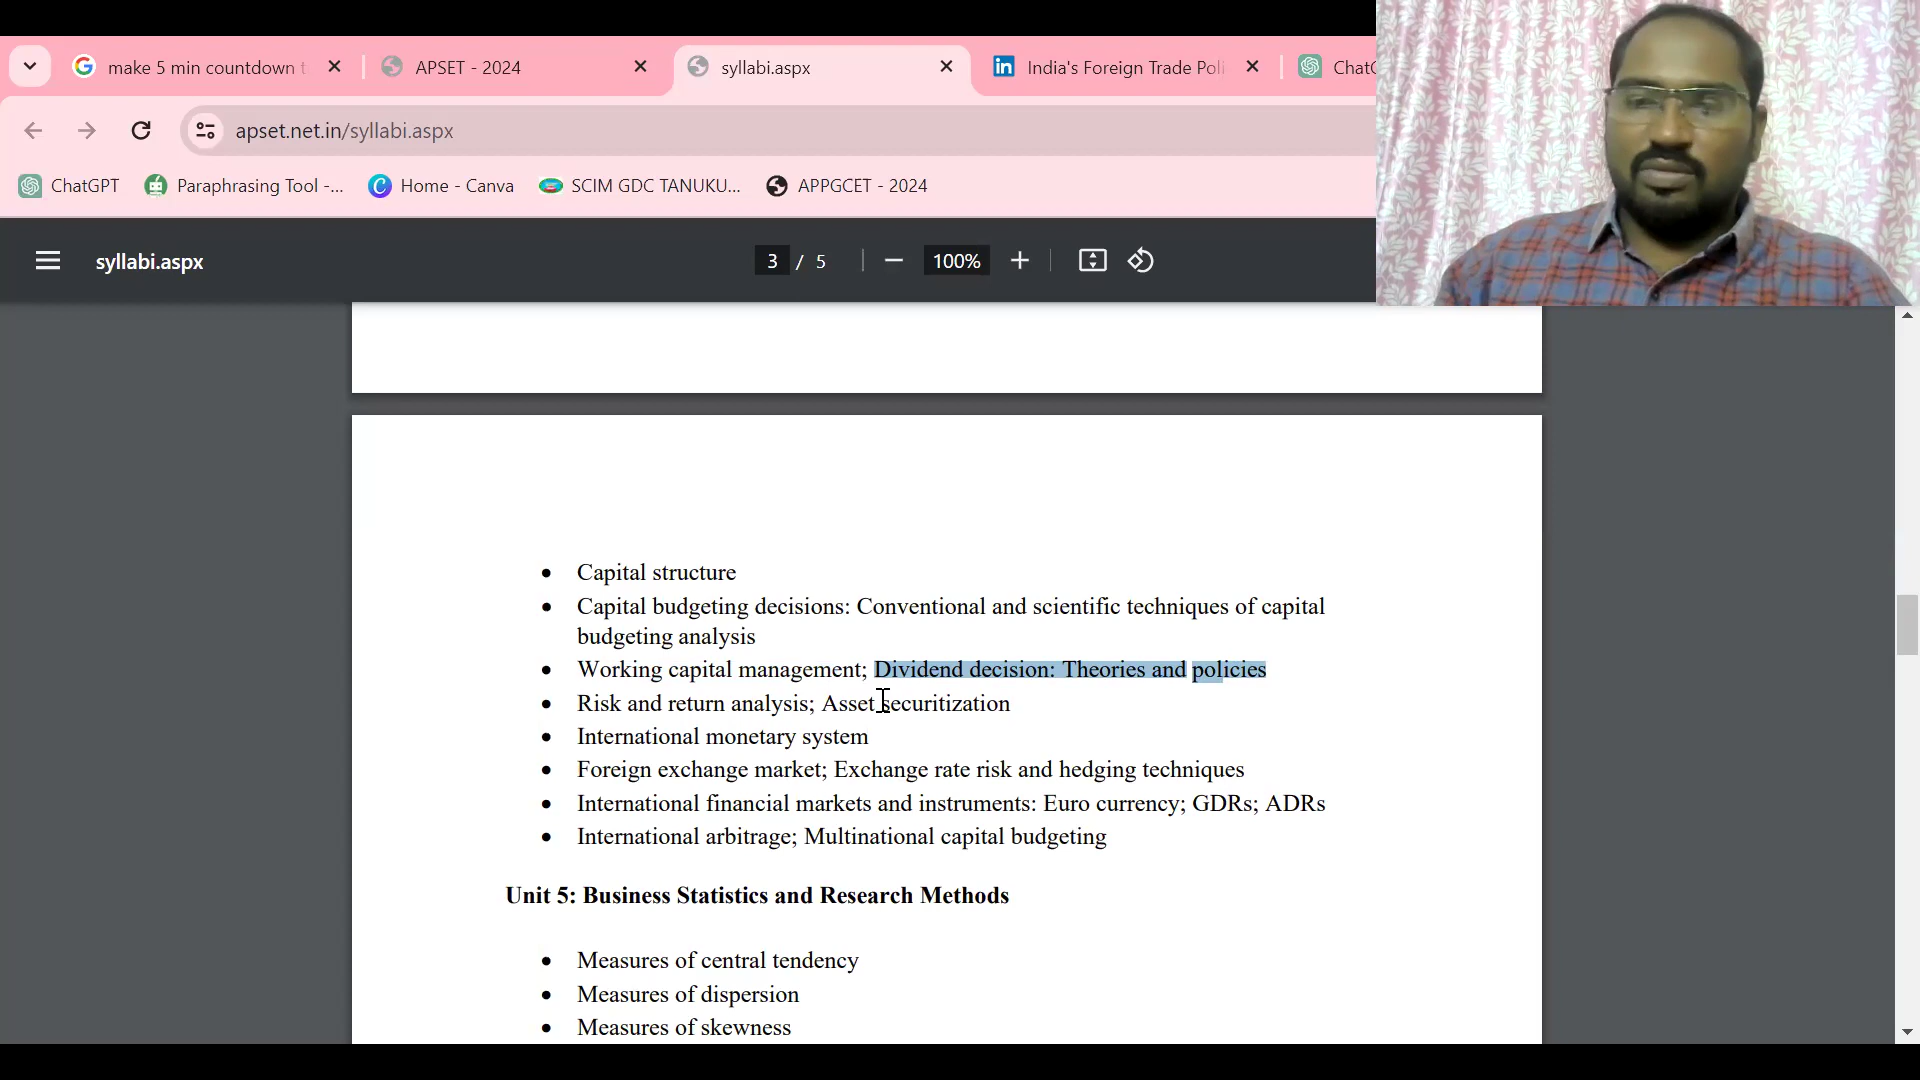 make 5 min countdown t
APSET - 2024
syllabi.aspx
India's Foreign Trade Poli
ChatG
apset.net.in/syllabi.aspx
ChatGPT
Paraphrasing Tool -...
Home - Canva
SCIM GDC TANUKU...
APPGCET - 2024
syllabi.aspx
3 / 5
100%
• Capital structure
• Capital budgeting decisions: Conventional and scientific techniques of capital
budgeting analysis
• Working capital management; Dividend decision: Theories and policies
• Risk and return analysis; Asset securitization
• International monetary system
• Foreign exchange market; Exchange rate risk and hedging techniques
• International financial markets and instruments: Euro currency; GDRs; ADRs
• International arbitrage; Multinational capital budgeting
Unit 5: Business Statistics and Research Methods
• Measures of central tendency
• Measures of dispersion
• Measures of skewness